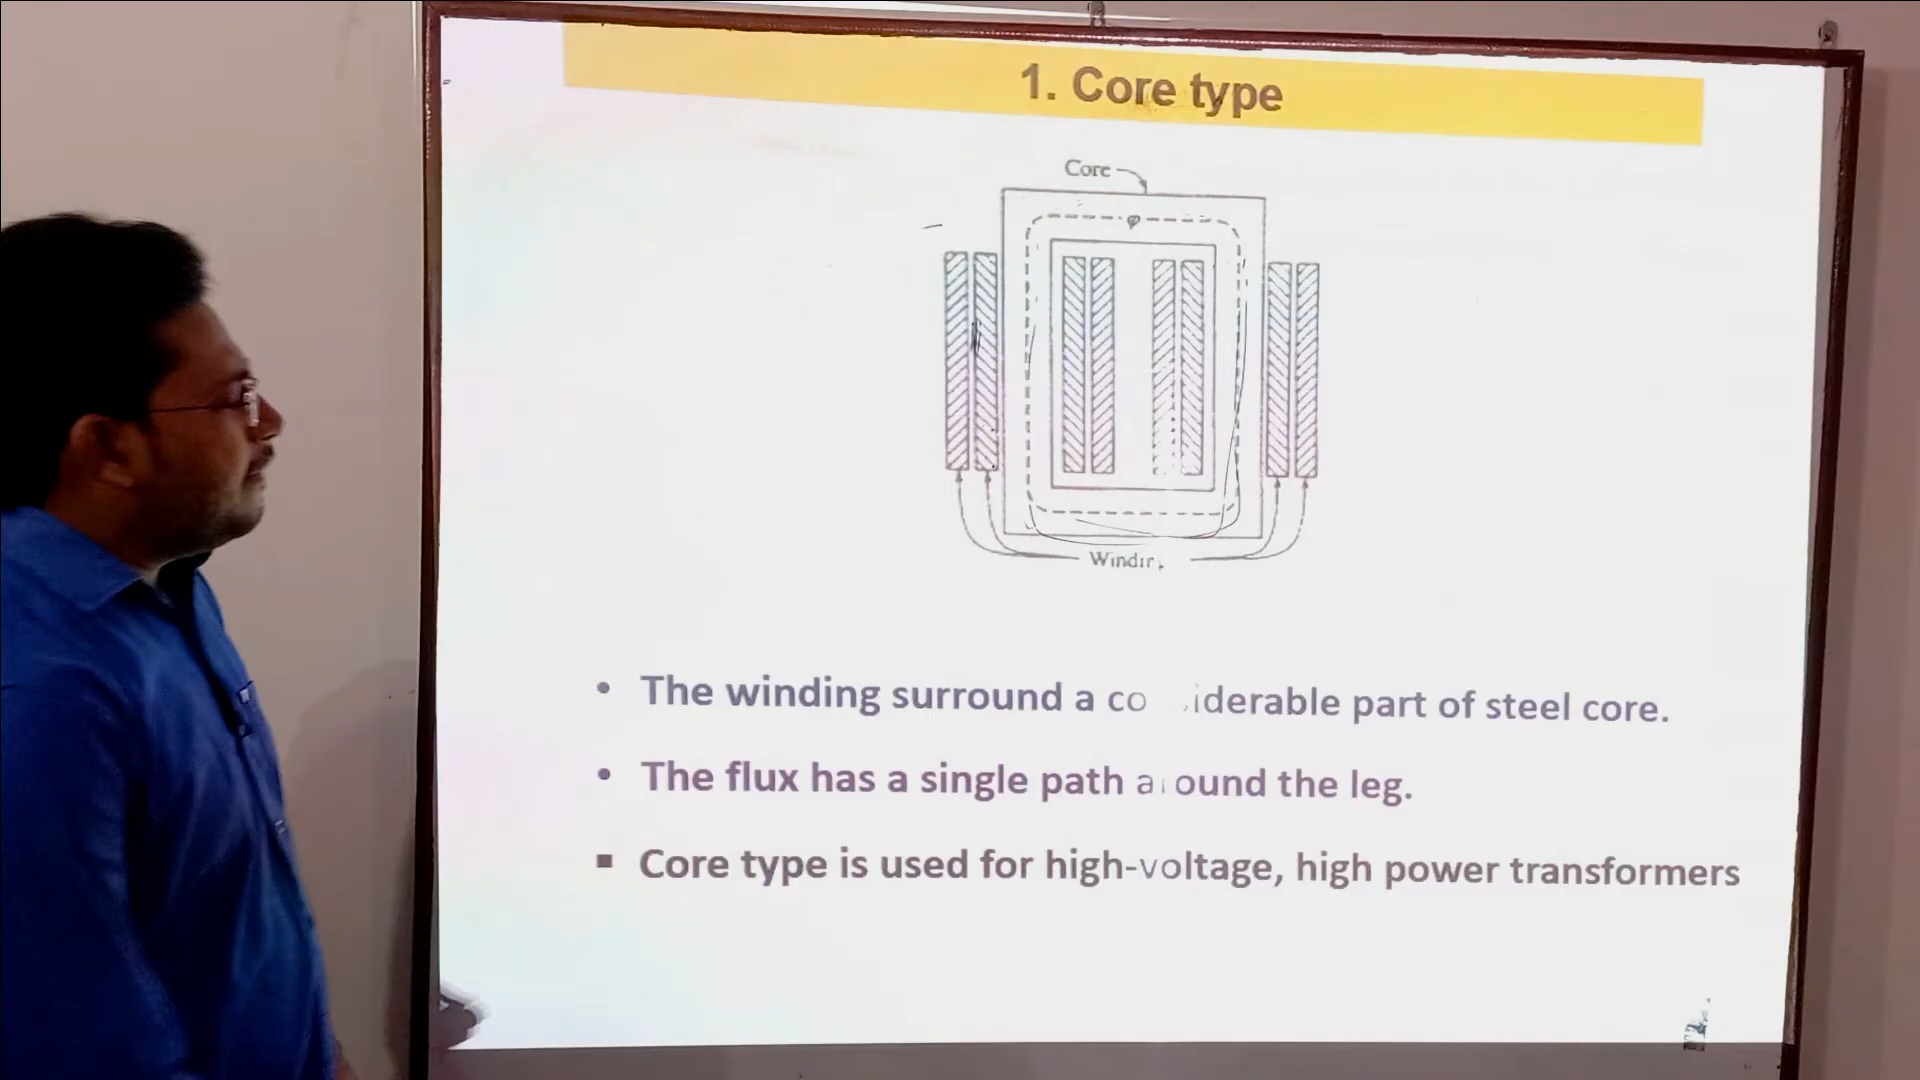 1. Core type
Core
φ
The winding surround a co iderable part of steel core.
The flux has a single path a ound the leg.
Core type is used for high-voltage, high power transformers